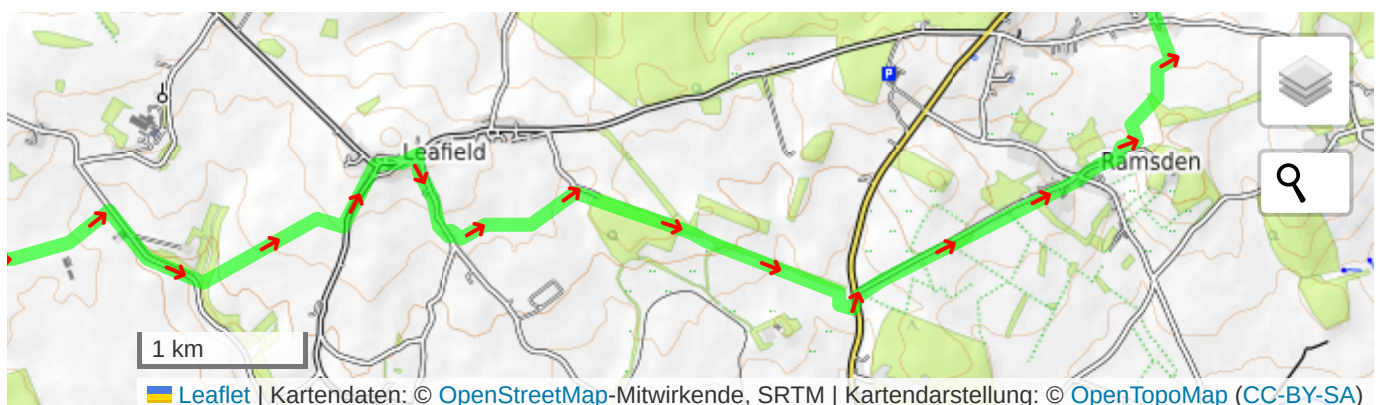 P
Leafield
Ramsden
1 km
Leaflet | Kartendaten: © OpenStreetMap-Mitwirkende, SRTM | Kartendarstellung: © OpenTopoMap (CC-BY-SA)